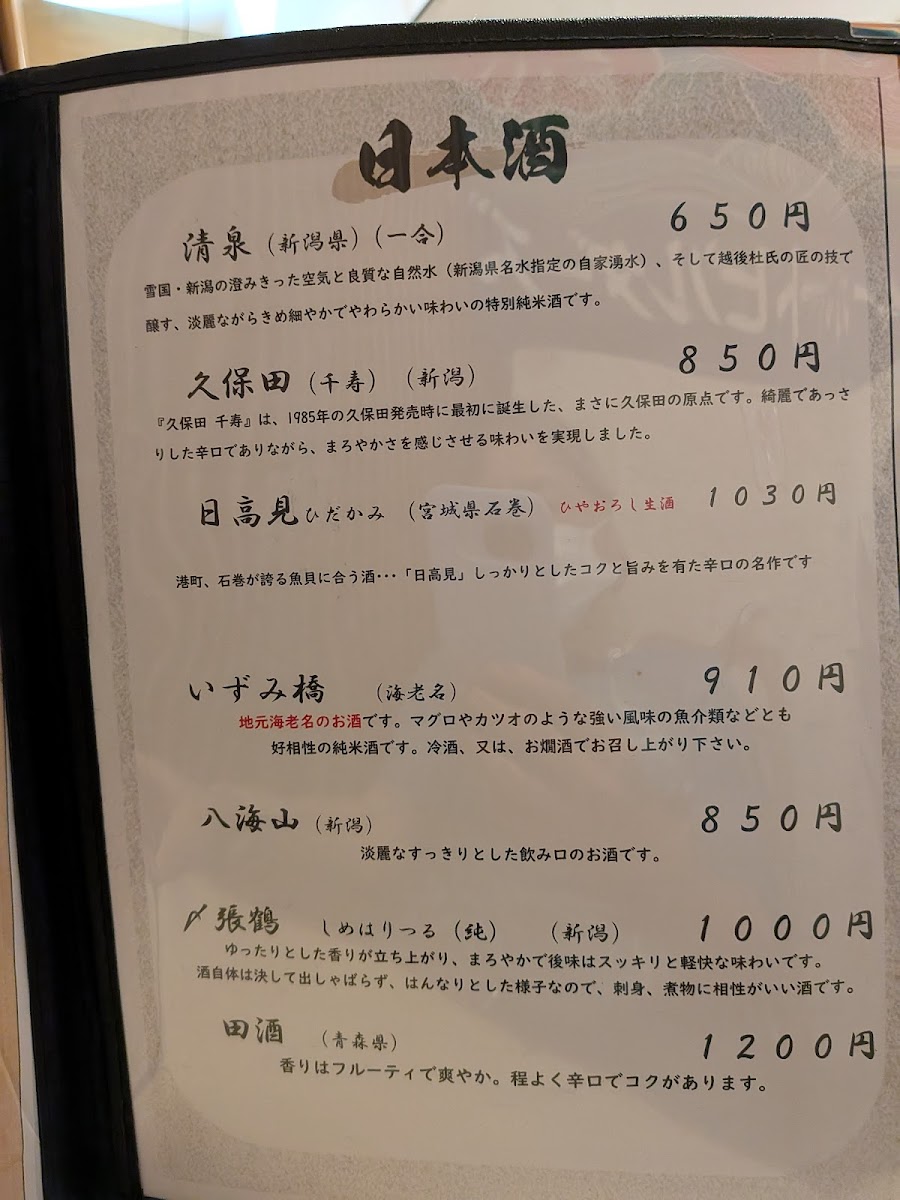 日本酒
清泉（新潟県）（一合） 650円
雪国・新潟の澄みきった空気と良質な自然水（新潟県名水指定の自家湧水）、そして越後杜氏の匠の技で
醸す、淡麗ながらきめ細やかでやわらかい味わいの特別純米酒です。
久保田（千寿）（新潟） 850円
『久保田 千寿』は、1985年の久保田発売時に最初に誕生した、まさに久保田の原点です。綺麗であっさ
りした辛口でありながら、まろやかさを感じさせる味わいを実現しました。
日高見ひだかみ （宮城県石巻） ひやおろし生酒 1030円
港町、石巻が誇る魚貝に合う酒･･･「日高見」しっかりとしたコクと旨みを有た辛口の名作です
いずみ橋 （海老名） 910円
地元海老名のお酒です。マグロやカツオのような強い風味の魚介類などとも
好相性の純米酒です。冷酒、又は、お燗酒でお召し上がり下さい。
八海山（新潟） 850円
淡麗なすっきりとした飲み口のお酒です。
〆張鶴 しめはりつる（純） （新潟） 1000円
ゆったりとした香りが立ち上がり、まろやかで後味はスッキリと軽快な味わいです。
酒自体は決して出しゃばらず、はんなりとした様子なので、刺身、煮物に相性がいい酒です。
田酒 （青森県） 1200円
香りはフルーティで爽やか。程よく辛口でコクがあります。